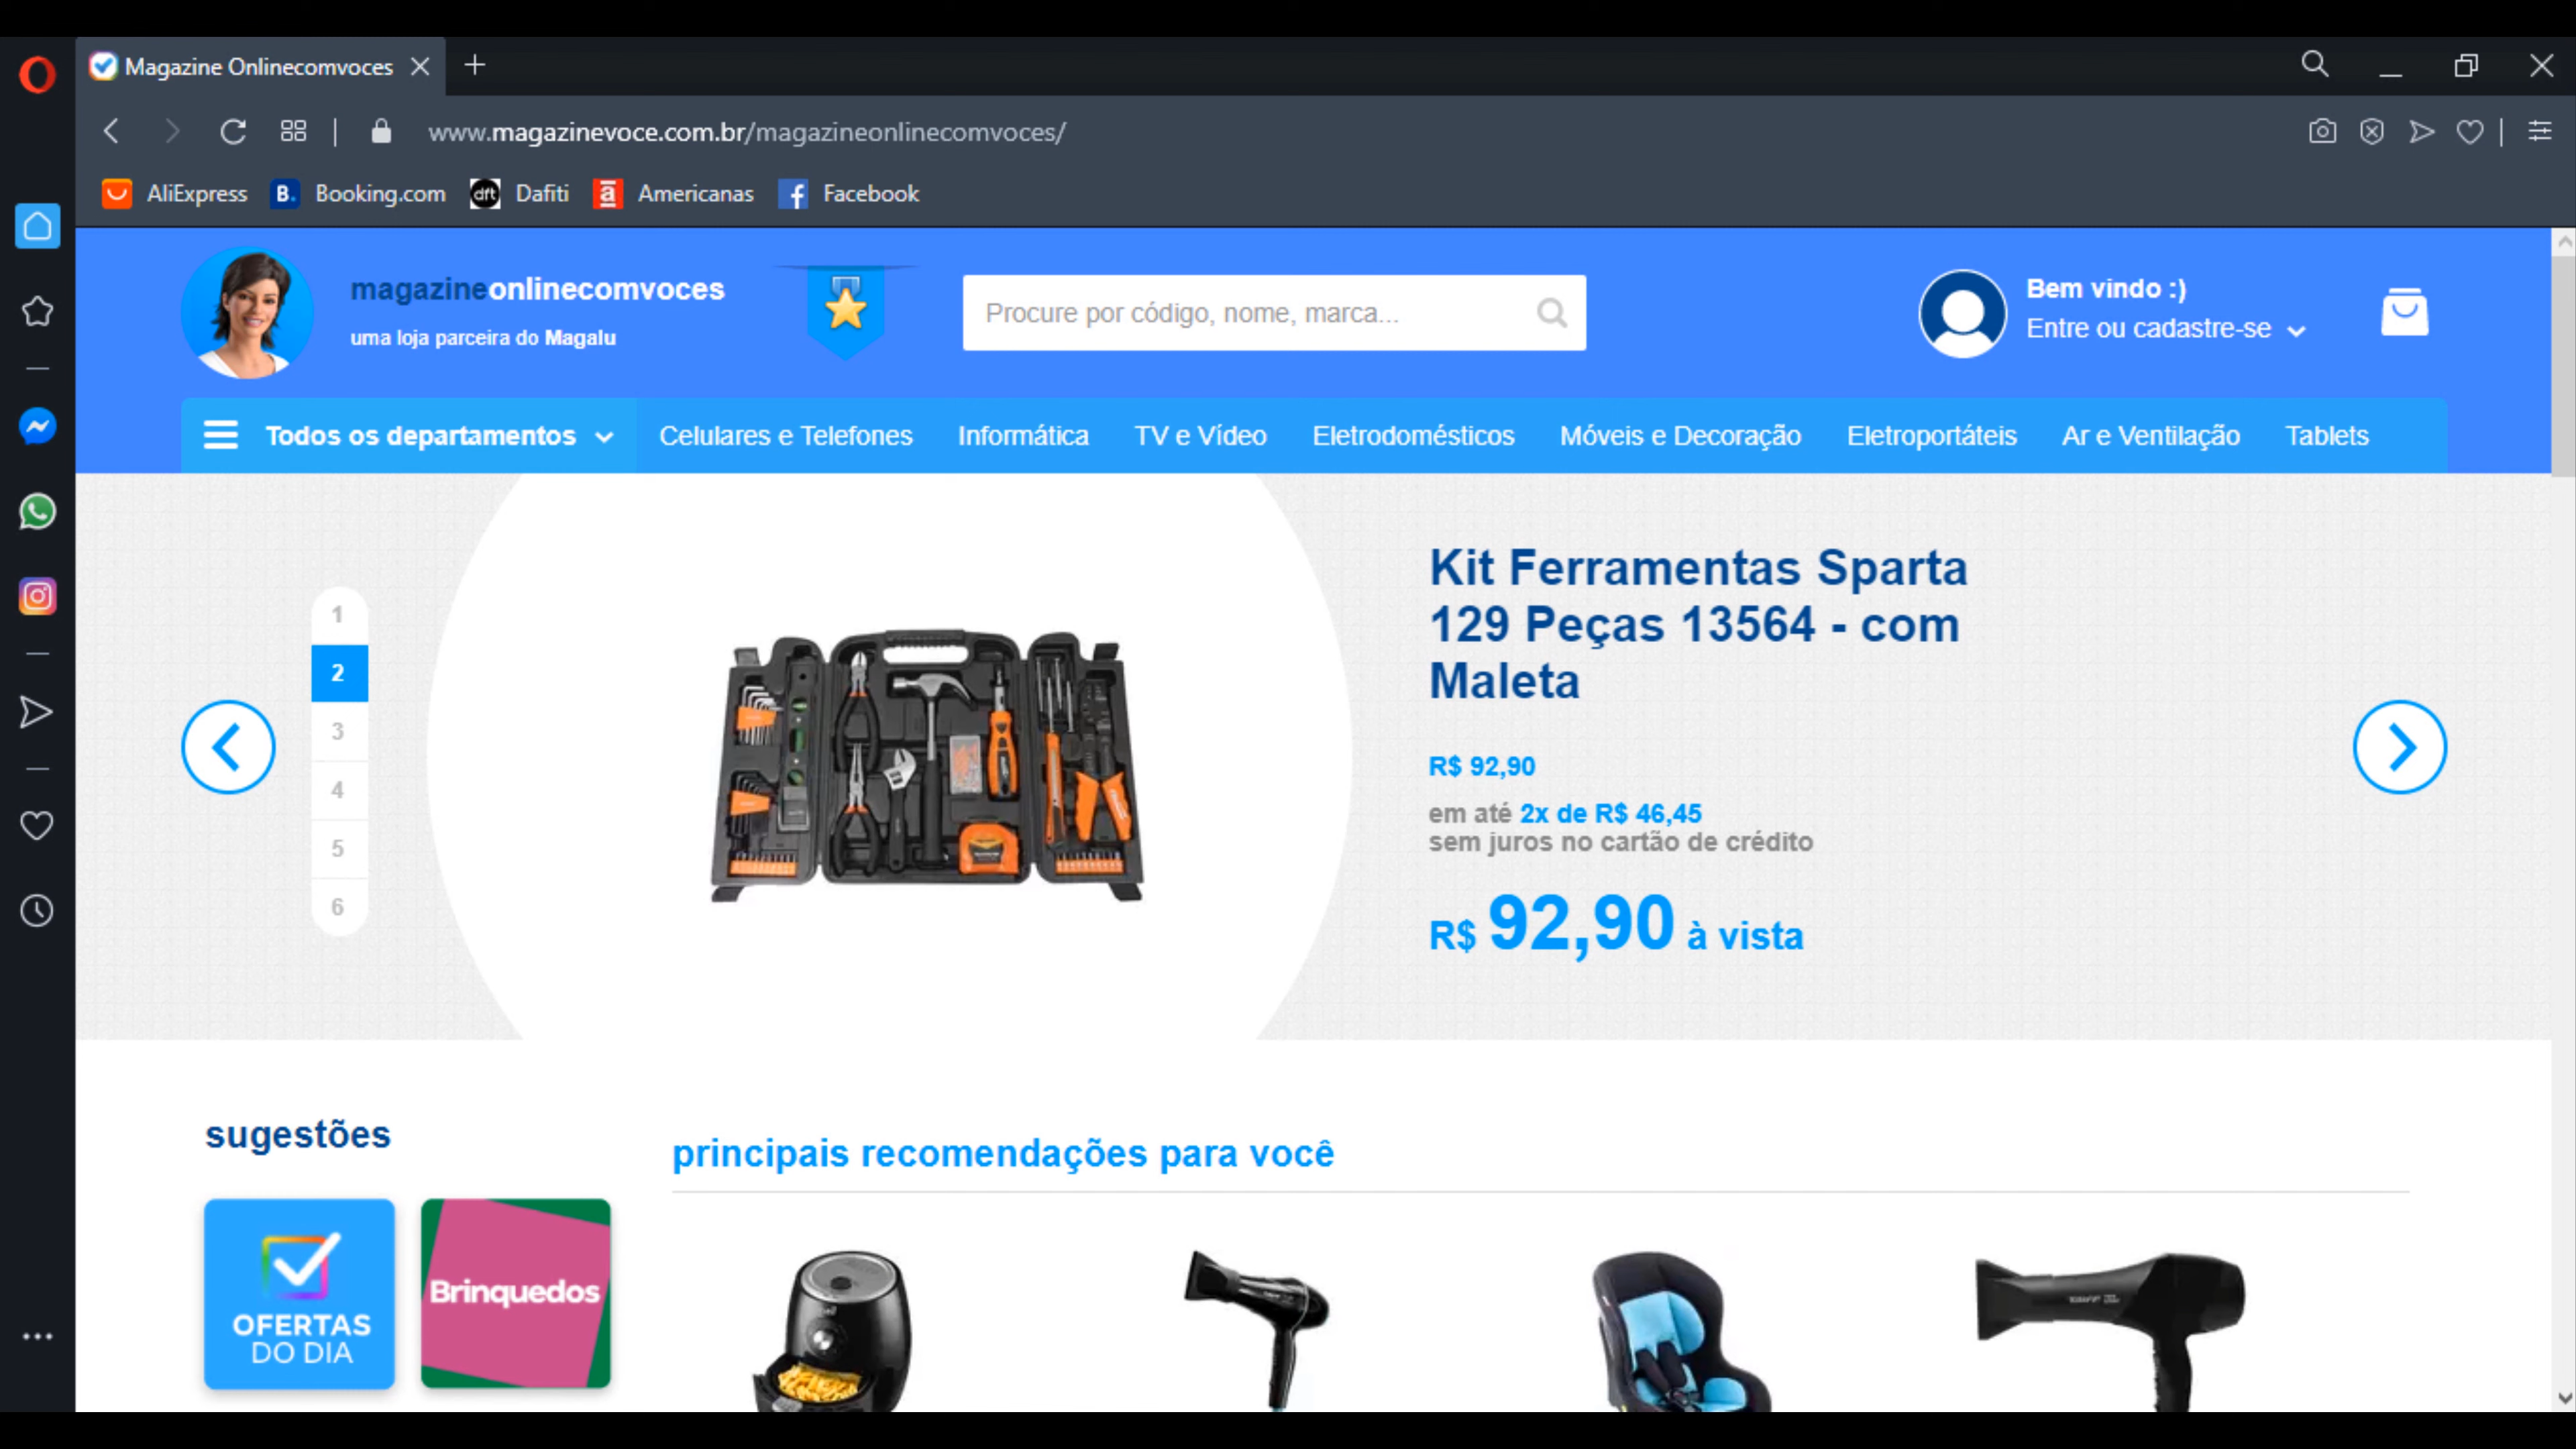 Magazine Onlinecomvoces
www.magazinevoce.com.br/magazineonlinecomvoces/
AliExpress
B. Booking.com
dft Dafiti
a Americanas
f Facebook
magazineonlinecomvoces
uma loja parceira do Magalu
Procure por código, nome, marca...
Bem vindo :)
Entre ou cadastre-se
Todos os departamentos
Celulares e Telefones
Informática
TV e Vídeo
Eletrodomésticos
Móveis e Decoração
Eletroportáteis
Ar e Ventilação
Tablets
1
2
3
4
5
6
Kit Ferramentas Sparta
129 Peças 13564 - com
Maleta
R$ 92,90
em até 2x de R$ 46,45
sem juros no cartão de crédito
R$ 92,90 à vista
sugestões
OFERTAS
DO DIA
Brinquedos
principais recomendações para você